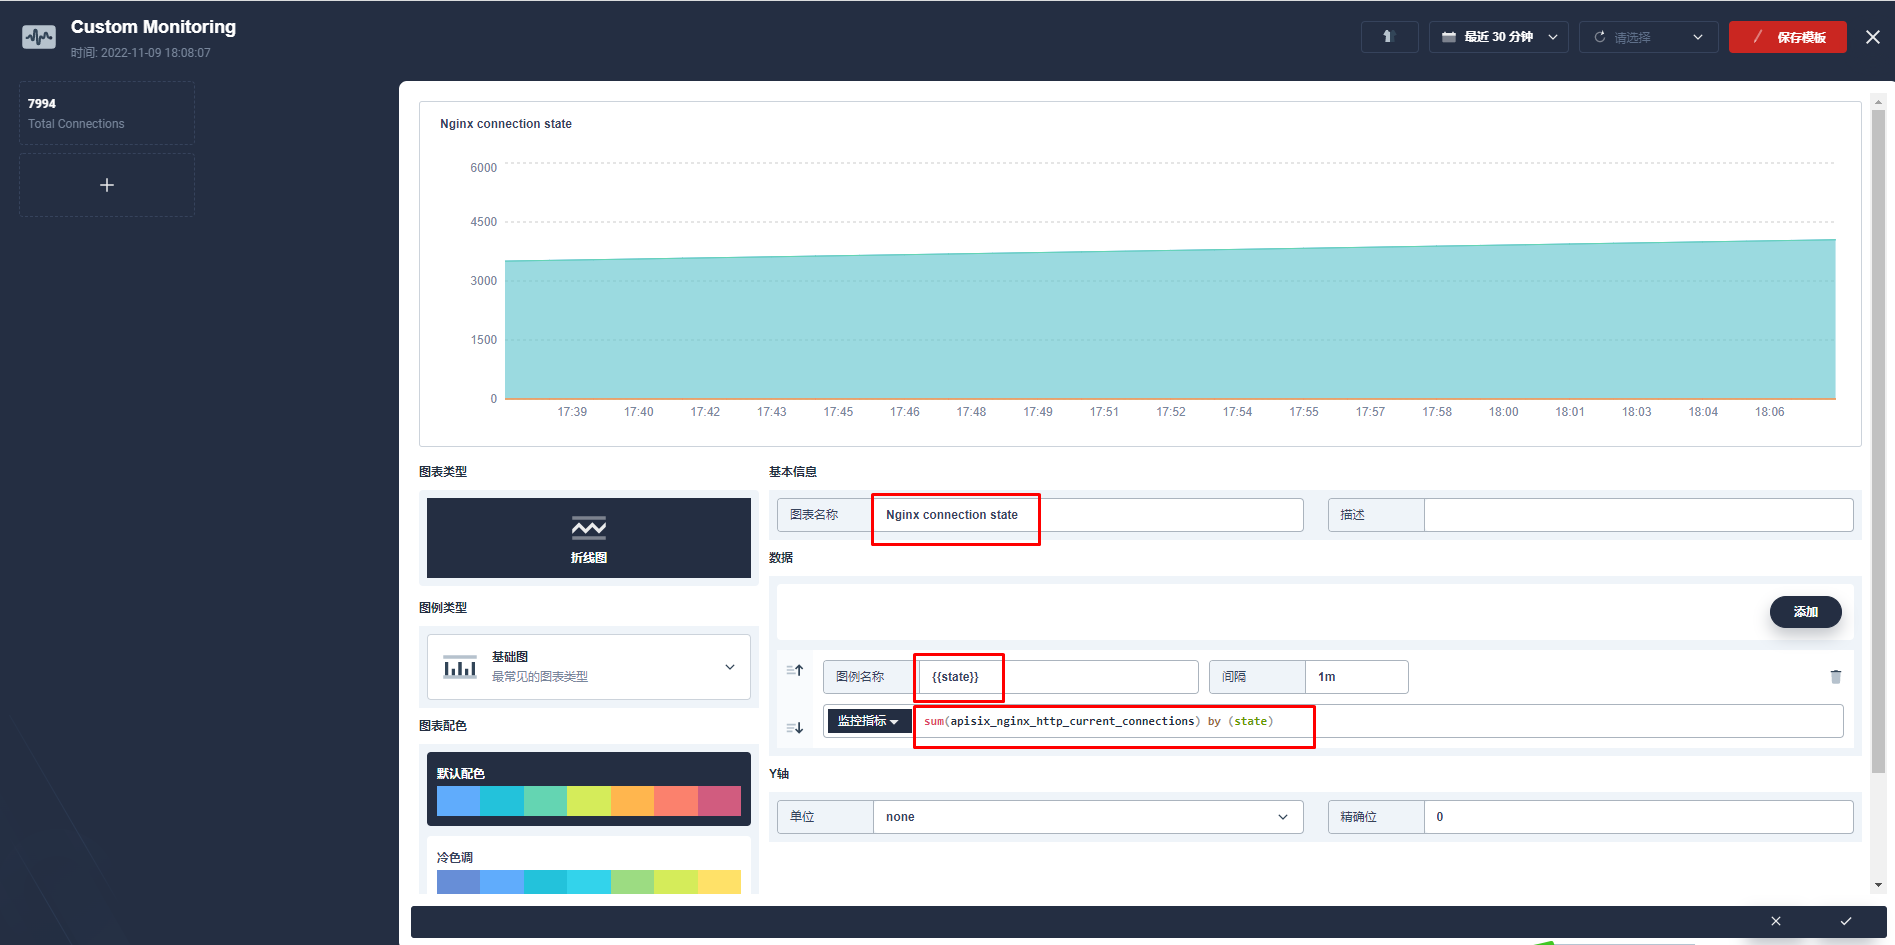 Custom Monitoring
时间: 2022-11-09 18:08:07
最近 30 分钟
请选择
保存模板
7994
Total Connections
Nginx connection state
6000
4500
3000
1500
0
17:39 17:40 17:42 17:43 17:45 17:46 17:48 17:49 17:51 17:52 17:54 17:55 17:57 17:58 18:00 18:01 18:03 18:04 18:06
图表类型
折线图
图例类型
基础图
最常见的图表类型
图表配色
默认配色
冷色调
基本信息
图表名称 Nginx connection state 描述
数据
添加
图例名称 {{state}} 间隔 1m
监控指标 sum(apisix_nginx_http_current_connections) by (state)
Y轴
单位 none 精确位 0